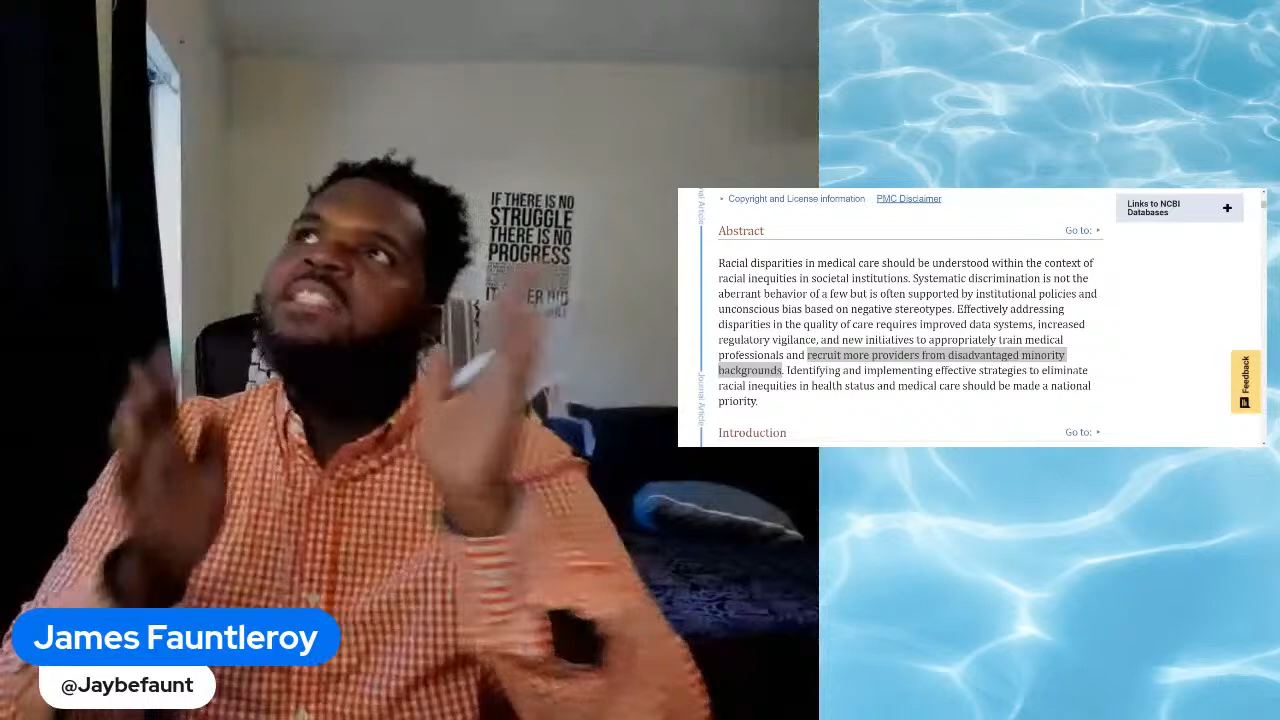 IF THERE IS NO
STRUGGLE
THERE IS NO
PROGRESS
Copyright and License information PMC Disclaimer
Links to NCBI
Databases
Abstract
Go to:
Racial disparities in medical care should be understood within the context of
racial inequities in societal institutions. Systematic discrimination is not the
aberrant behavior of a few but is often supported by institutional policies and
unconscious bias based on negative stereotypes. Effectively addressing
disparities in the quality of care requires improved data systems, increased
regulatory vigilance, and new initiatives to appropriately train medical
professionals and recruit more providers from disadvantaged minority
backgrounds. Identifying and implementing effective strategies to eliminate
racial inequities in health status and medical care should be made a national
priority.
Introduction
Go to:
Journal Article
Feedback
James Fauntleroy
@Jaybefaunt